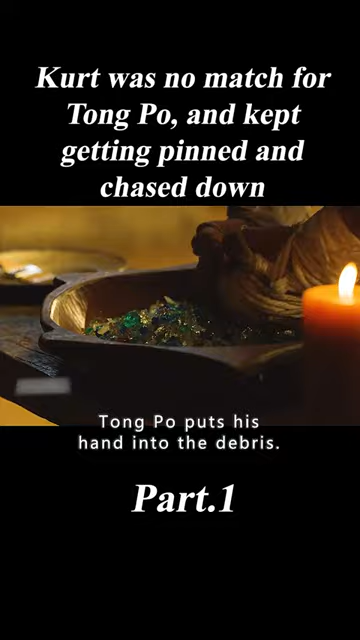 Kurt was no match for
Tong Po, and kept
getting pinned and
chased down
Tong Po puts his
hand into the debris.
Part.1